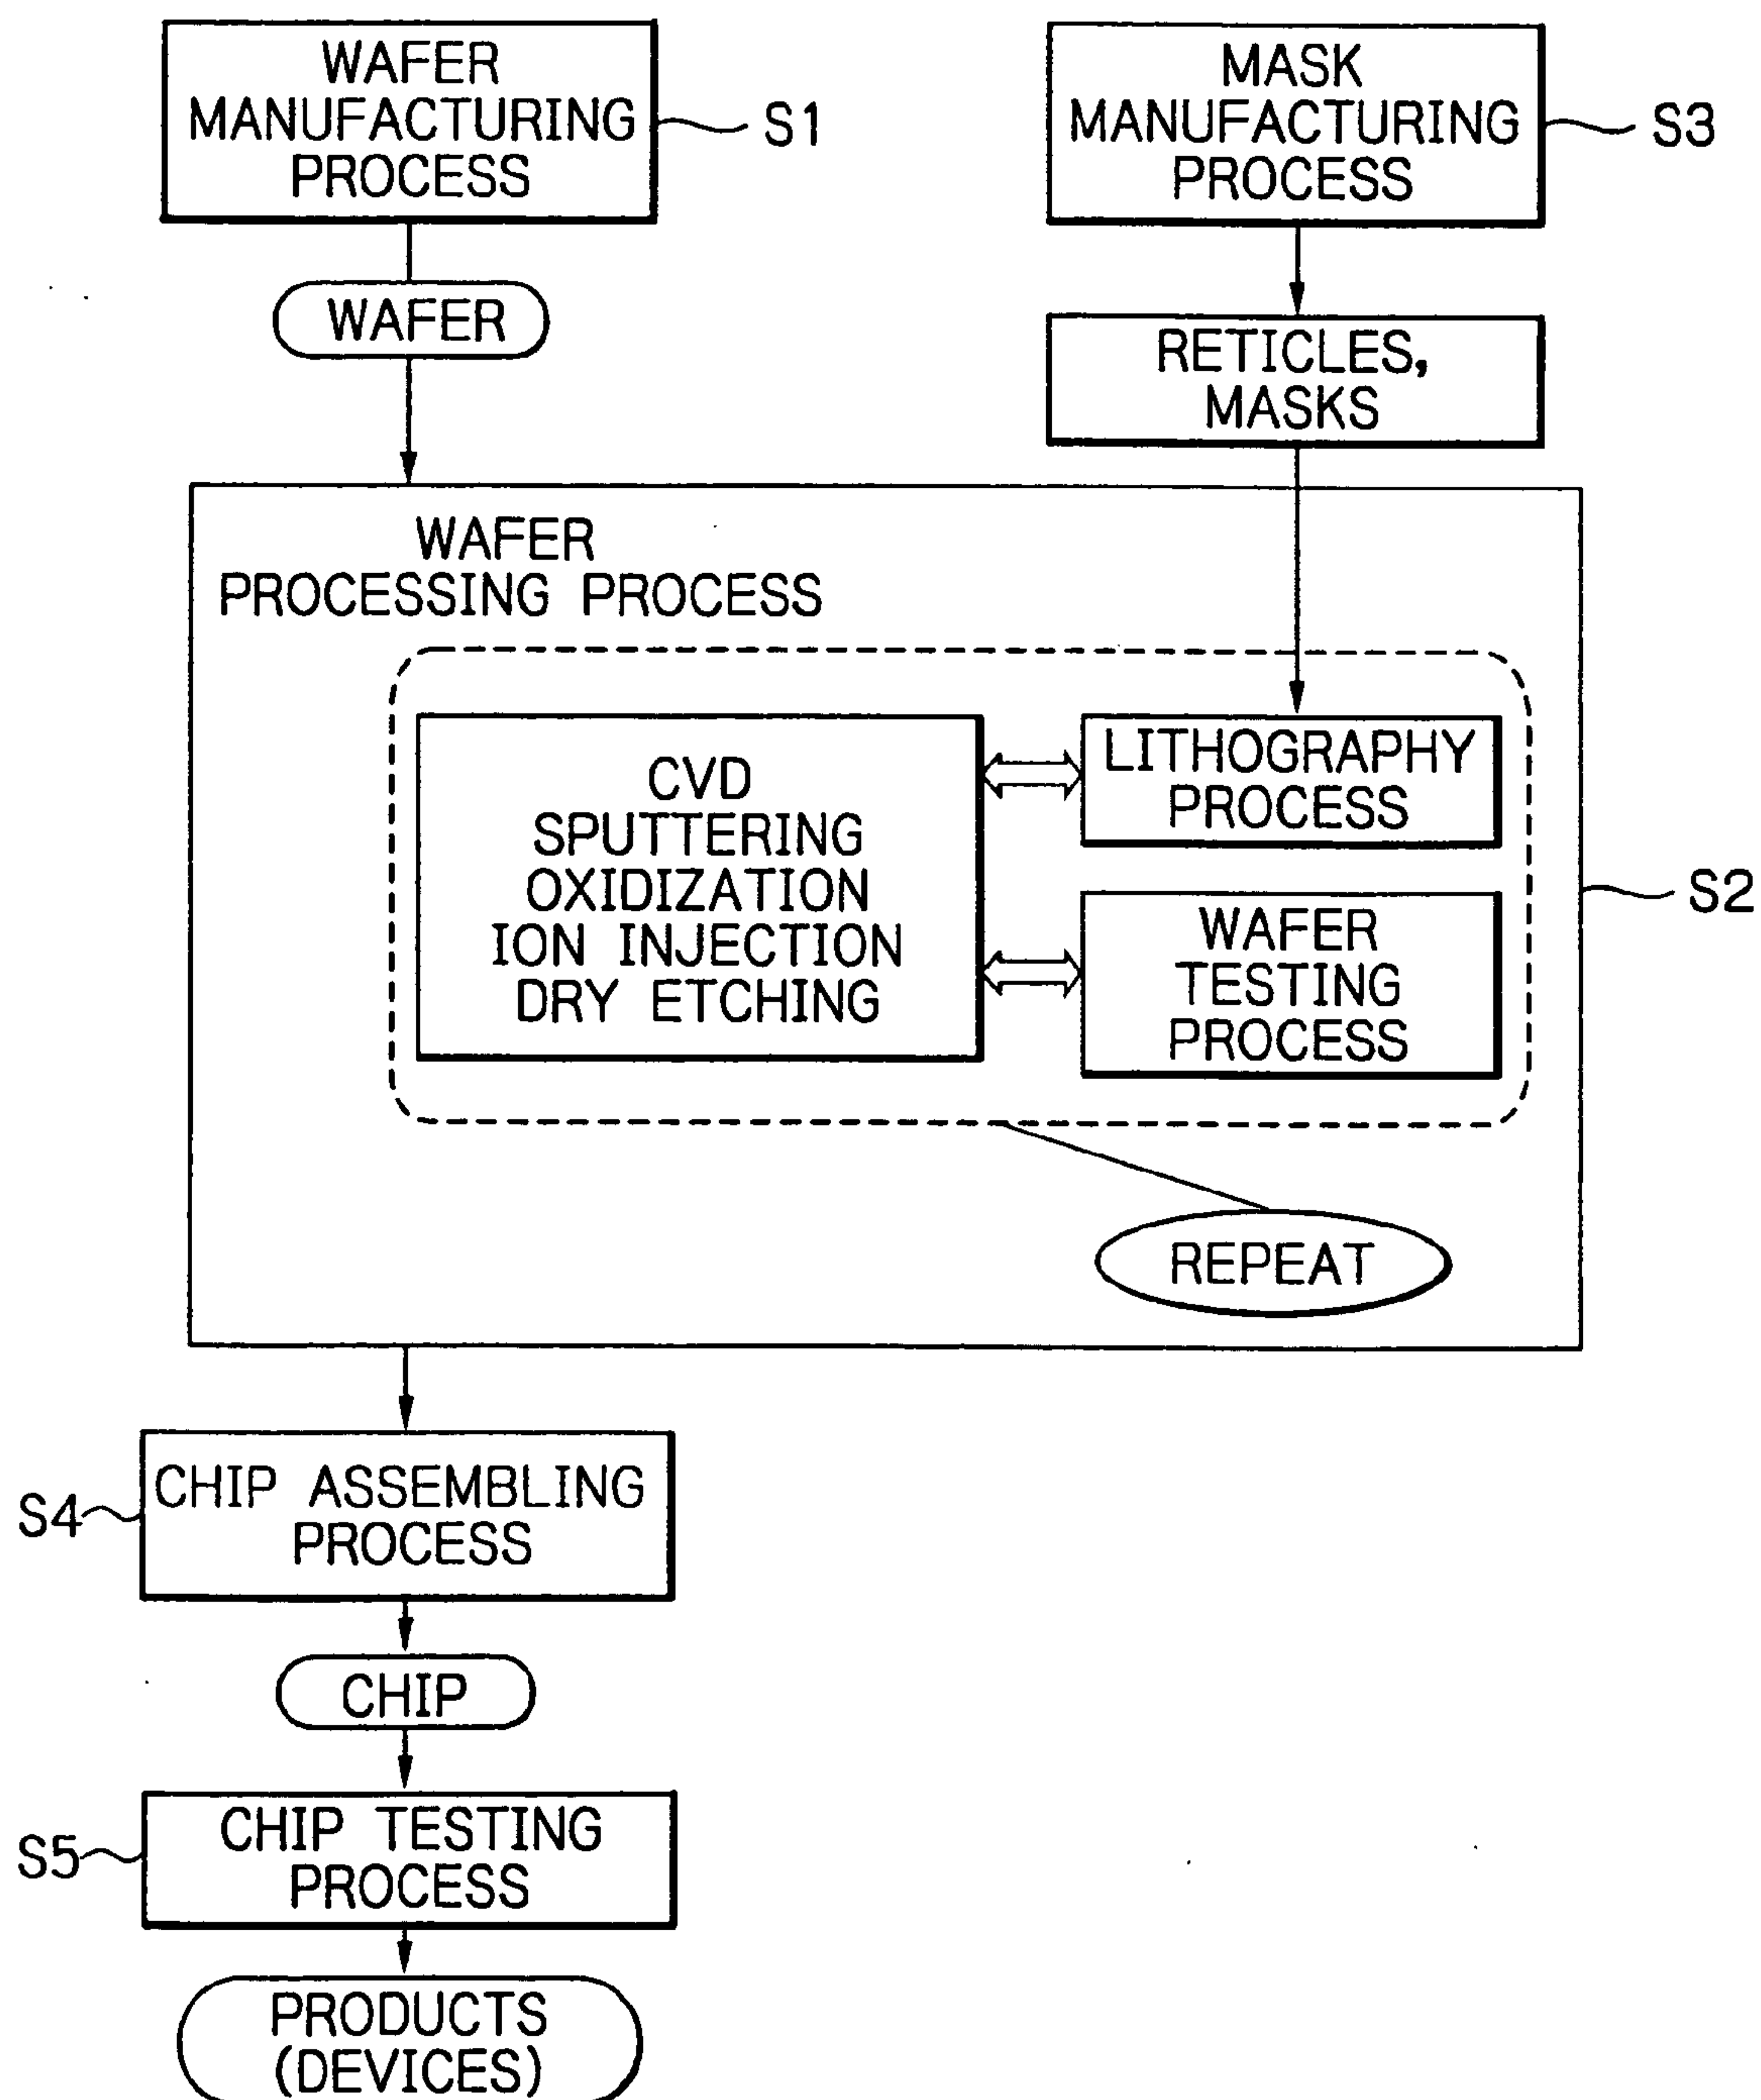 WAFER
MANUFACTURING
PROCESS
S1
MASK
MANUFACTURING
PROCESS
S3
WAFER
RETICLES,
MASKS
WAFER
PROCESSING PROCESS
CVD
SPUTTERING
OXIDIZATION
ION INJECTION
DRY ETCHING
LITHOGRAPHY
PROCESS
WAFER
TESTING
PROCESS
S2
REPEAT
S4
CHIP ASSEMBLING
PROCESS
CHIP
S5
CHIP TESTING
PROCESS
PRODUCTS
(DEVICES)